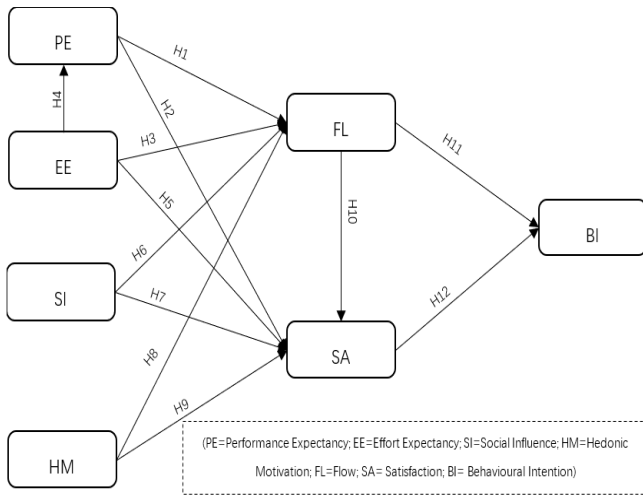 PE
H1
H4
H2
FL
H3
H11
EE
H5
H10
BI
H6
SI
H7
H12
H8
SA
H9
HM
(PE=Performance Expectancy; EE=Effort Expectancy; SI=Social Influence; HM=Hedonic
Motivation; FL=Flow; SA= Satisfaction; BI= Behavioural Intention)